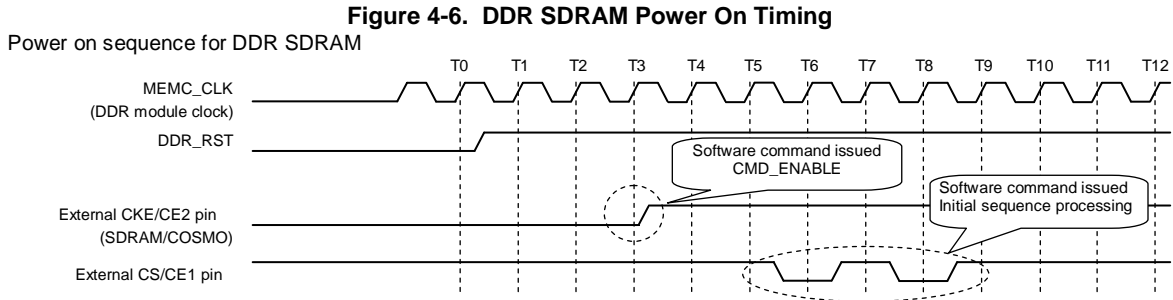 Figure 4-6. DDR SDRAM Power On Timing
Power on sequence for DDR SDRAM
T0 T1 T2 T3 T4 T5 T6 T7 T8 T9 T10 T11 T12
MEMC_CLK
(DDR module clock)
DDR_RST
Software command issued
CMD_ENABLE
Software command issued
Initial sequence processing
External CKE/CE2 pin
(SDRAM/COSMO)
External CS/CE1 pin